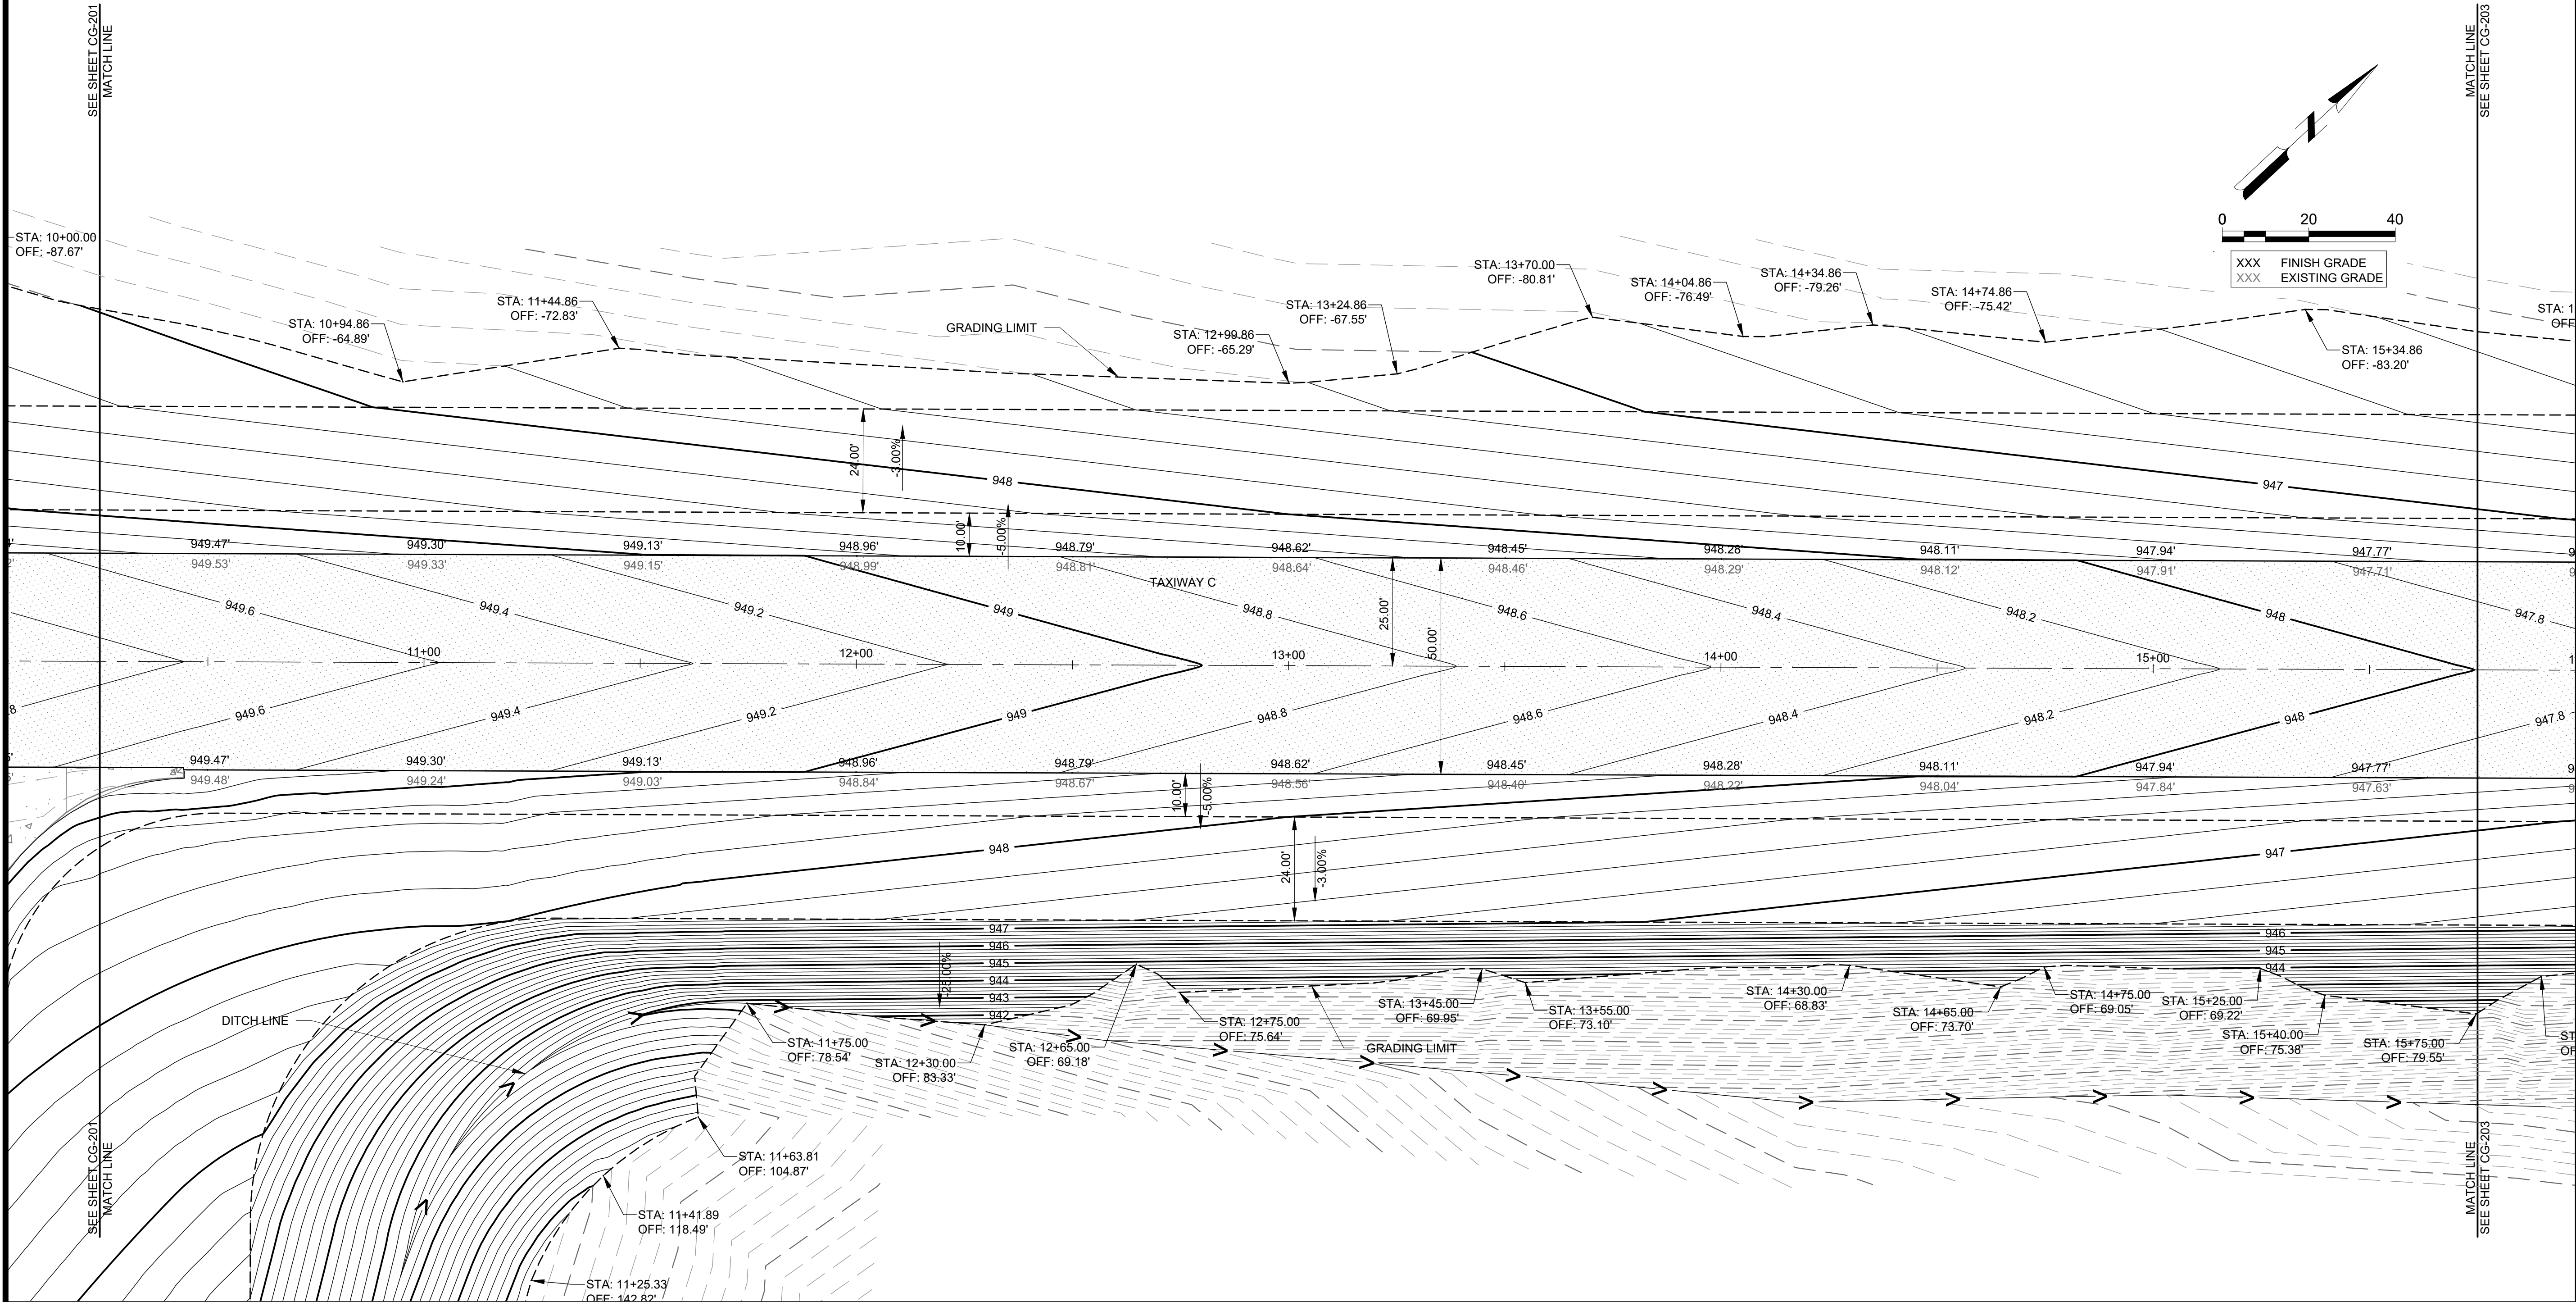 SEE SHEET CG-201
MATCH LINE
MATCH LINE
SEE SHEET CG-203
N
0 20 40
XXX FINISH GRADE
XXX EXISTING GRADE
STA: 10+00.00
OFF: -87.67'
STA: 10+94.86
OFF: -64.89'
STA: 11+44.86
OFF: -72.83'
GRADING LIMIT
STA: 12+99.86
OFF: -65.29'
STA: 13+24.86
OFF: -67.55'
STA: 13+70.00
OFF: -80.81'
STA: 14+04.86
OFF: -76.49'
STA: 14+34.86
OFF: -79.26'
STA: 14+74.86
OFF: -75.42'
STA: 15+34.86
OFF: -83.20'
STA: 1
OFF
24.00'
-3.00%
948
947
10.00'
-5.00%
949.47' 949.30' 949.13' 948.96' 948.79' 948.62' 948.45' 948.28' 948.11' 947.94' 947.77'
949.53' 949.33' 949.15' 948.99' 948.81' 948.64' 948.46' 948.29' 948.12' 947.91' 947.71'
TAXIWAY C
949.6 949.4 949.2 949 948.8 948.6 948.4 948.2 948 947.8
25.00'
50.00'
11+00 12+00 13+00 14+00 15+00
949.6 949.4 949.2 949 948.8 948.6 948.4 948.2 948 947.8
949.47' 949.30' 949.13' 948.96' 948.79' 948.62' 948.45' 948.28' 948.11' 947.94' 947.77'
949.48' 949.24' 949.03' 948.84' 948.67' 948.56' 948.40' 948.22' 948.04' 947.84' 947.63'
10.00'
-5.00%
948
947
24.00'
-3.00%
947
946
945
944
943
942
946
945
944
-25.00%
DITCH LINE
STA: 11+75.00
OFF: 78.54'
STA: 12+30.00
OFF: 83.33'
STA: 12+65.00
OFF: 69.18'
STA: 12+75.00
OFF: 75.64'
GRADING LIMIT
STA: 13+45.00
OFF: 69.95'
STA: 13+55.00
OFF: 73.10'
STA: 14+30.00
OFF: 68.83'
STA: 14+65.00
OFF: 73.70'
STA: 14+75.00
OFF: 69.05'
STA: 15+25.00
OFF: 69.22'
STA: 15+40.00
OFF: 75.38'
STA: 15+75.00
OFF: 79.55'
STA: 11+63.81
OFF: 104.87'
STA: 11+41.89
OFF: 118.49'
STA: 11+25.33
OFF: 142.82'
SEE SHEET CG-201
MATCH LINE
MATCH LINE
SEE SHEET CG-203